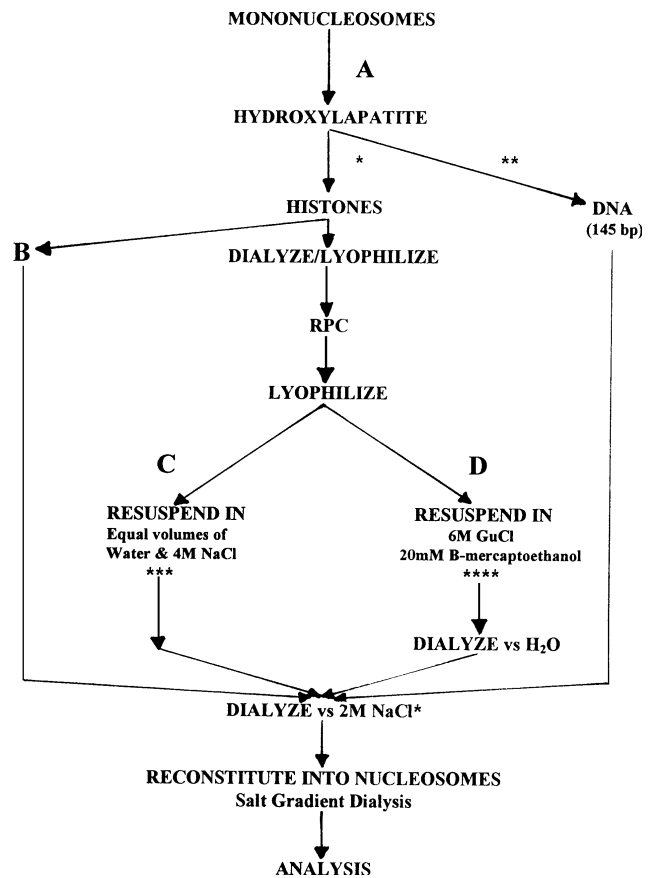 MONONUCLEOSOMES
A
HYDROXYLAPATITE
*
**
HISTONES
DNA
(145 bp)
B
DIALYZE/LYOPHILIZE
RPC
LYOPHILIZE
C
D
RESUSPEND IN
Equal volumes of
Water & 4M NaCl
***
RESUSPEND IN
6M GuCl
20mM B-mercaptoethanol
****
DIALYZE vs H₂O
DIALYZE vs 2M NaCl*
RECONSTITUTE INTO NUCLEOSOMES
Salt Gradient Dialysis
ANALYSIS